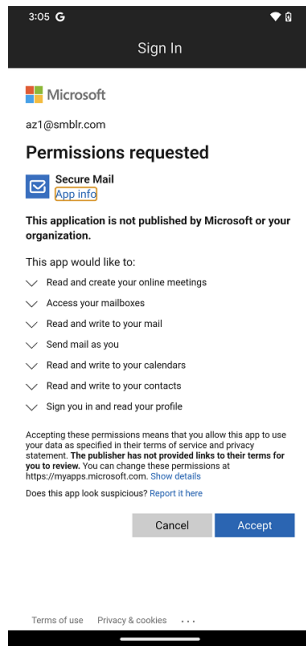 3:05 G
Sign In
Microsoft
az1@smblr.com
Permissions requested
Secure Mail
App info
This application is not published by Microsoft or your
organization.
This app would like to:
Read and create your online meetings
Access your mailboxes
Read and write to your mail
Send mail as you
Read and write to your calendars
Read and write to your contacts
Sign you in and read your profile
Accepting these permissions means that you allow this app to use
your data as specified in their terms of service and privacy
statement. The publisher has not provided links to their terms for
you to review. You can change these permissions at
https://myapps.microsoft.com. Show details
Does this app look suspicious? Report it here
Cancel
Accept
Terms of use Privacy & cookies ...